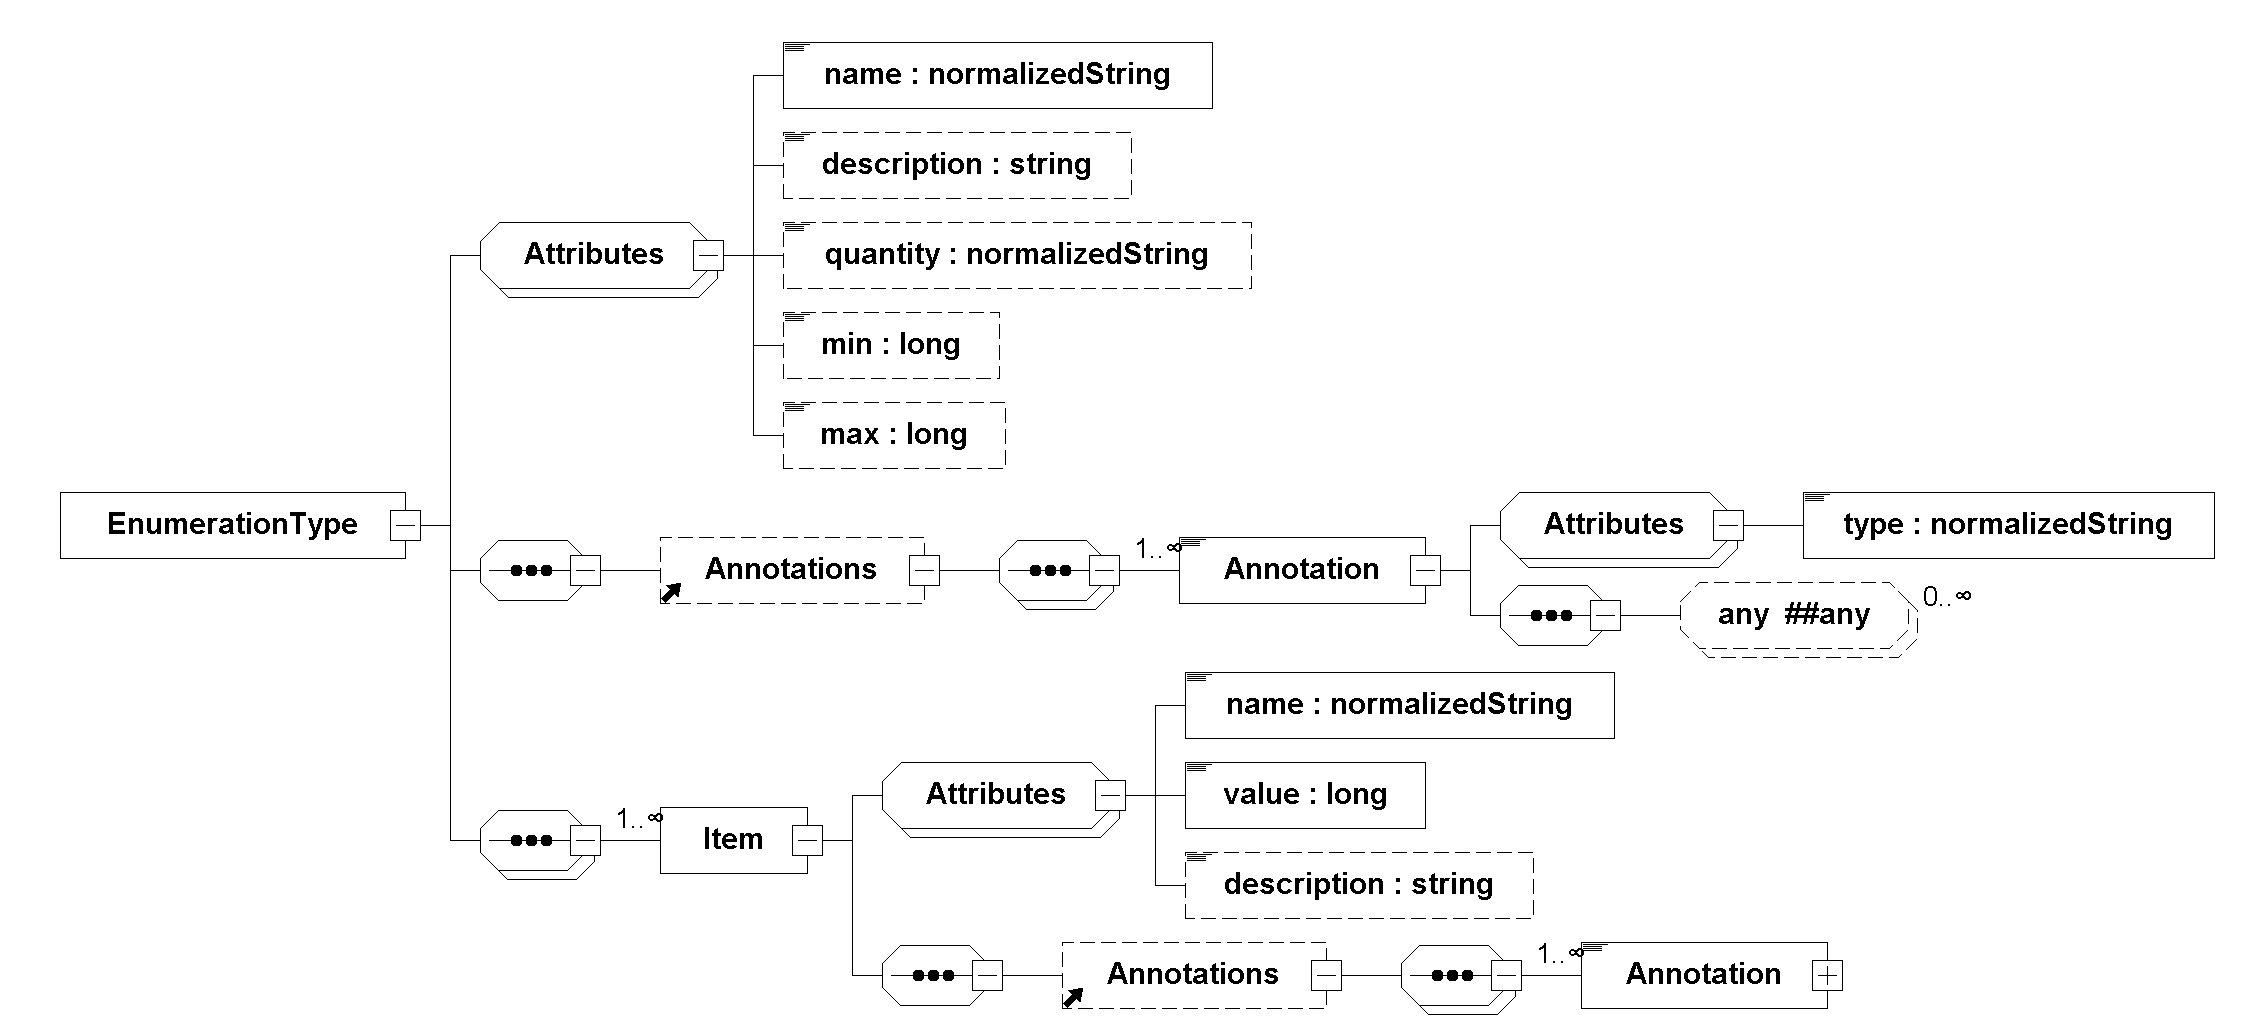 name : normalizedString
description : string
Attributes
quantity : normalizedString
min : long
max : long
EnumerationType
Annotations
1..∞
Annotation
Attributes
type : normalizedString
any ##any
0..∞
name : normalizedString
Attributes
value : long
1..∞
Item
description : string
Annotations
1..∞
Annotation